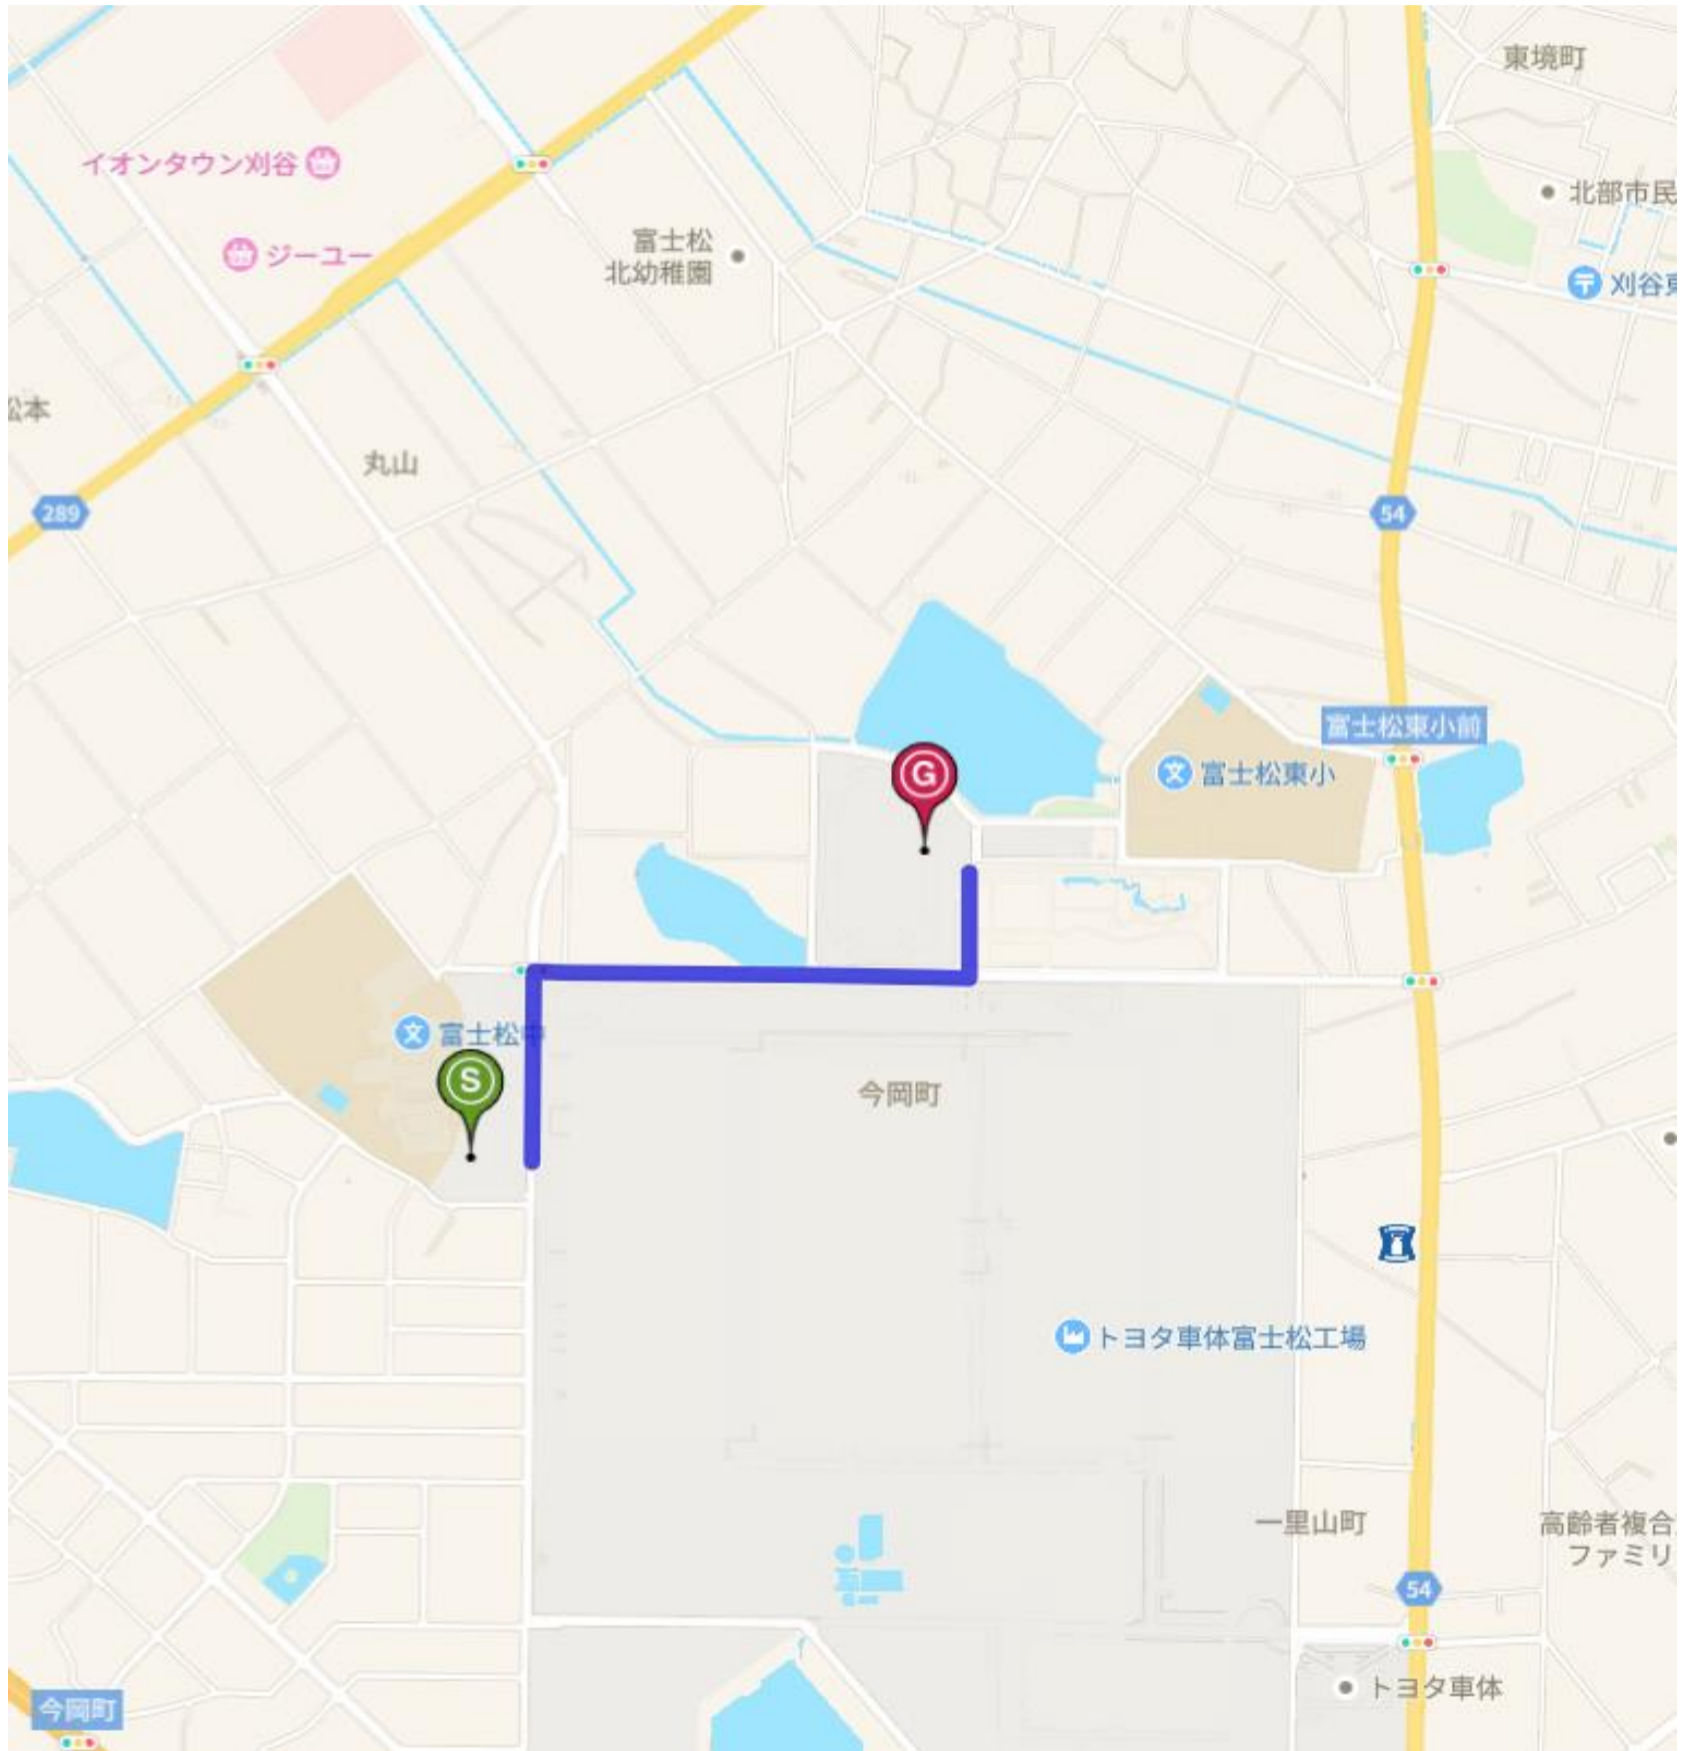 東境町
イオンタウン刈谷
北部市民
富士松
北幼稚園
ジーユー
刈谷東
松本
丸山
289
54
富士松東小前
G
文
富士松東小
文
富士松中
S
今岡町
トヨタ車体富士松工場
一里山町
高齢者複合
ファミリ
54
トヨタ車体
今岡町